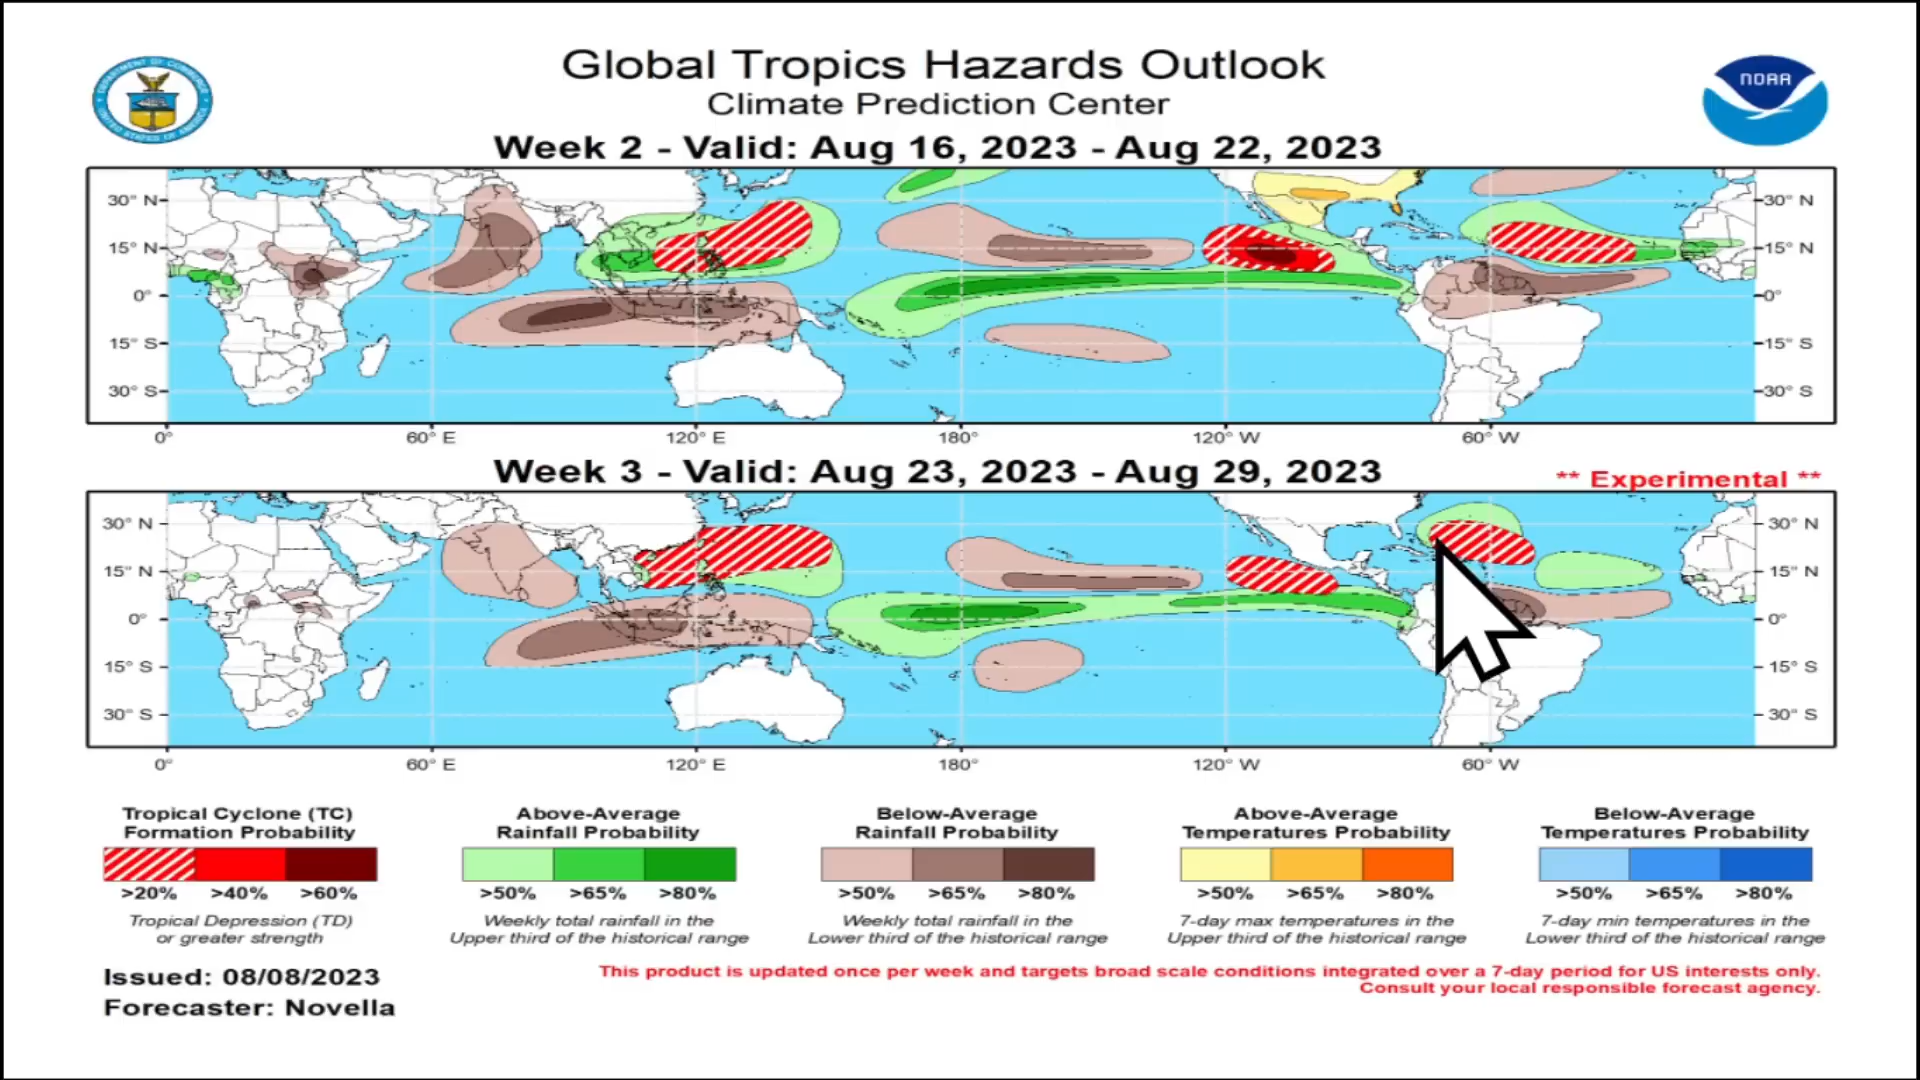 Global Tropics Hazards Outlook
Climate Prediction Center
NOAA
Week 2 - Valid: Aug 16, 2023 - Aug 22, 2023
30° N
30° N
15° N
15° N
0°
0°
15° S
15° S
30° S
30° S
0°
60° E
120° E
180°
120° W
60° W
Week 3 - Valid: Aug 23, 2023 - Aug 29, 2023
** Experimental **
30° N
30° N
15° N
15° N
0°
0°
15° S
15° S
30° S
30° S
0°
60° E
120° E
180°
120° W
60° W
Tropical Cyclone (TC)
Formation Probability
>20% >40% >60%
Tropical Depression (TD)
or greater strength
Above-Average
Rainfall Probability
>50% >65% >80%
Weekly total rainfall in the
Upper third of the historical range
Below-Average
Rainfall Probability
>50% >65% >80%
Weekly total rainfall in the
Lower third of the historical range
Above-Average
Temperatures Probability
>50% >65% >80%
7-day max temperatures in the
Upper third of the historical range
Below-Average
Temperatures Probability
>50% >65% >80%
7-day min temperatures in the
Lower third of the historical range
Issued: 08/08/2023
Forecaster: Novella
This product is updated once per week and targets broad scale conditions integrated over a 7-day period for US interests only.
Consult your local responsible forecast agency.